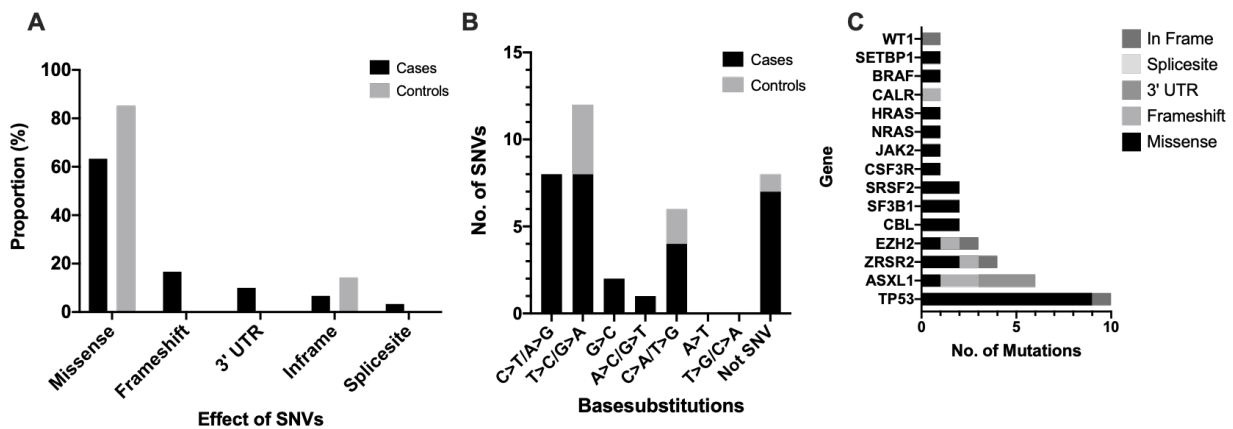 A
Proportion (%)
100
80
60
40
20
0
Cases
Controls
Missense
Frameshift
3' UTR
Inframe
Splicesite
Effect of SNVs
B
No. of SNVs
15
10
5
0
Cases
Controls
C>T/A>G
T>C/G>A
G>C
A>C/G>T
C>A/T>G
A>T
T>G/C>A
Not SNV
Basesubstitutions
C
Gene
WT1
SETBP1
BRAF
CALR
HRAS
NRAS
JAK2
CSF3R
SRSF2
SF3B1
CBL
EZH2
ZRSR2
ASXL1
TP53
0 5 10
No. of Mutations
In Frame
Splicesite
3' UTR
Frameshift
Missense